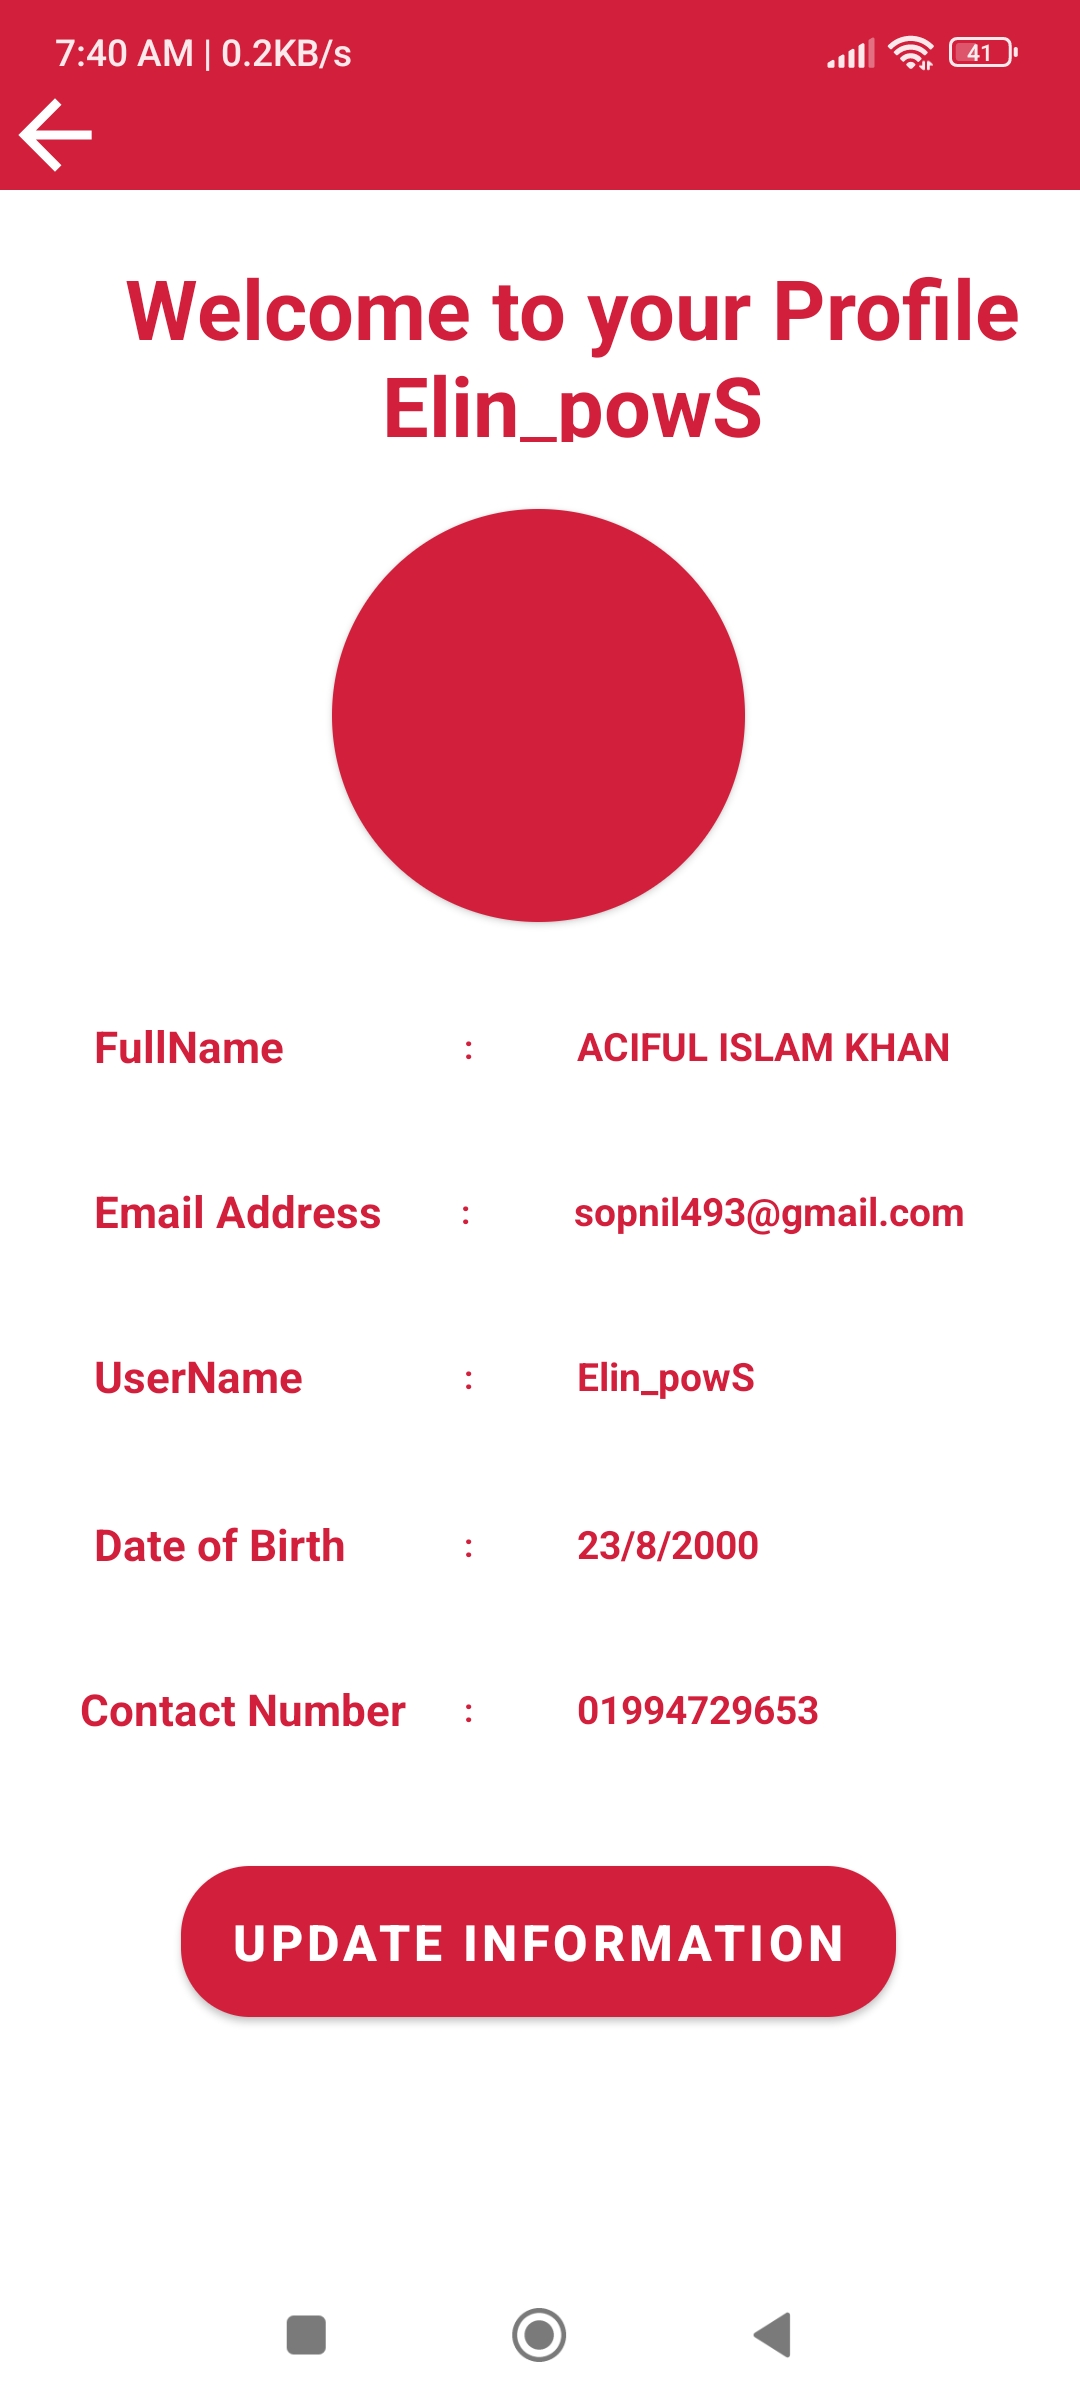 7:40 AM | 0.2KB/s
41
Welcome to your Profile
Elin_powS
FullName : ACIFUL ISLAM KHAN
Email Address : sopnil493@gmail.com
UserName : Elin_powS
Date of Birth : 23/8/2000
Contact Number : 01994729653
UPDATE INFORMATION